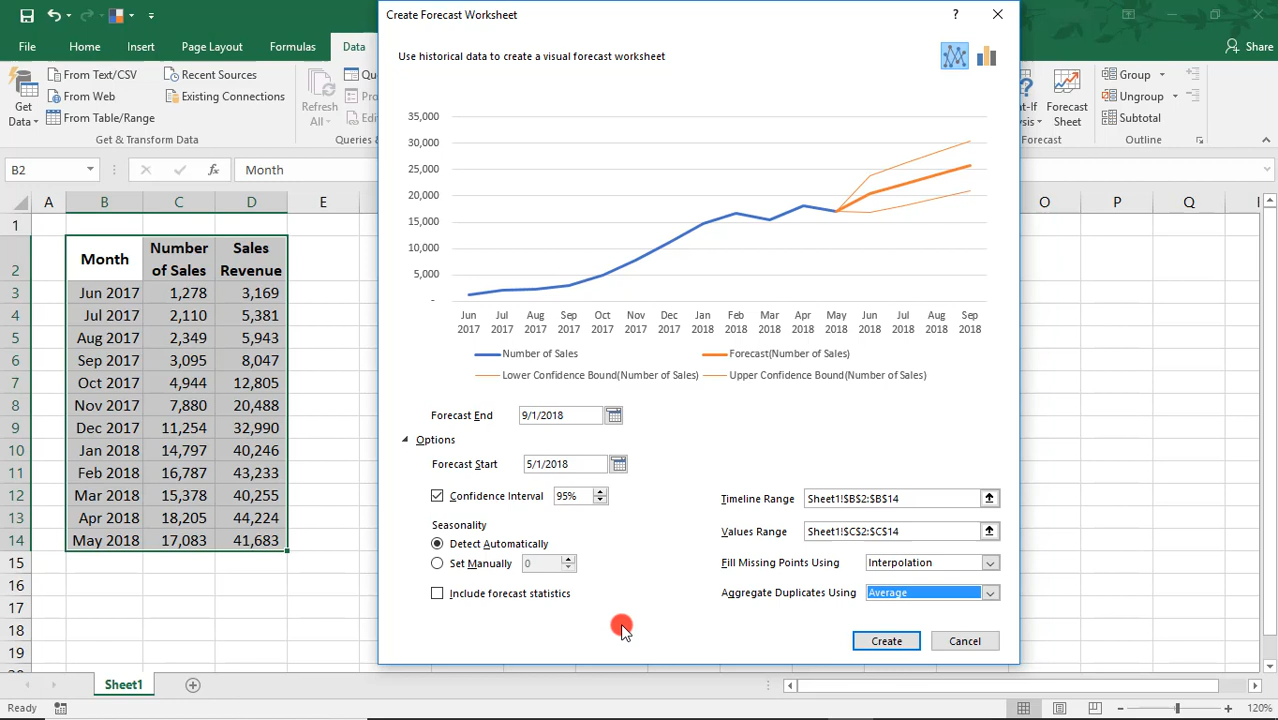 Create Forecast Worksheet ? ×
File Home Insert Page Layout Formulas Data Share
Use historical data to create a visual forecast worksheet
From Text/CSV Recent Sources
From Web Existing Connections
From Table/Range
Get Data
Refresh All
Get & Transform Data
Forecast Sheet
Group
Ungroup
Subtotal
Outline
B2 fx Month
A B C D E O P Q
1
2 Month Number of Sales Sales Revenue
3 Jun 2017 1,278 3,169
4 Jul 2017 2,110 5,381
5 Aug 2017 2,349 5,943
6 Sep 2017 3,095 8,047
7 Oct 2017 4,944 12,805
8 Nov 2017 7,880 20,488
9 Dec 2017 11,254 32,990
10 Jan 2018 14,797 40,246
11 Feb 2018 16,787 43,233
12 Mar 2018 15,378 40,255
13 Apr 2018 18,205 44,224
14 May 2018 17,083 41,683
15
16
17
18
19
35,000
30,000
25,000
20,000
15,000
10,000
5,000
-
Jun Jul Aug Sep Oct Nov Dec Jan Feb Mar Apr May Jun Jul Aug Sep
2017 2017 2017 2017 2017 2017 2017 2018 2018 2018 2018 2018 2018 2018 2018 2018
Number of Sales Forecast(Number of Sales)
Lower Confidence Bound(Number of Sales) Upper Confidence Bound(Number of Sales)
Forecast End 9/1/2018
Options
Forecast Start 5/1/2018
Confidence Interval 95%
Seasonality
Detect Automatically
Set Manually 0
Include forecast statistics
Timeline Range Sheet1!$B$2:$B$14
Values Range Sheet1!$C$2:$C$14
Fill Missing Points Using Interpolation
Aggregate Duplicates Using Average
Create Cancel
Sheet1
Ready 120%